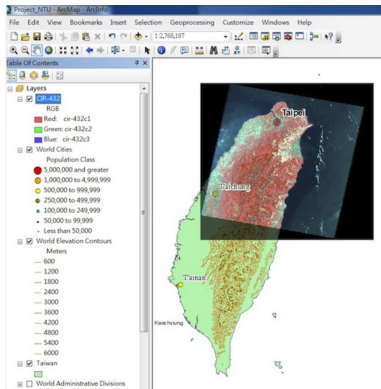 Project_NTU - ArcMap - ArcInfo
File Edit View Bookmarks Insert Selection Geoprocessing Customize Windows Help
1:2,768,187
Table Of Contents
Layers
CIR-432
RGB
Red: cir-432c1
Green: cir-432c2
Blue: cir-432c3
World Cities
Population Class
5,000,000 and greater
1,000,000 to 4,999,999
500,000 to 999,999
250,000 to 499,999
100,000 to 249,999
50,000 to 99,999
Less than 50,000
World Elevation Contours
Meters
600
1200
1800
2400
3000
3600
4200
4800
5400
6000
Taiwan
World Administrative Divisions
Taipei
Taichung
Tainan
Kaoshsiung